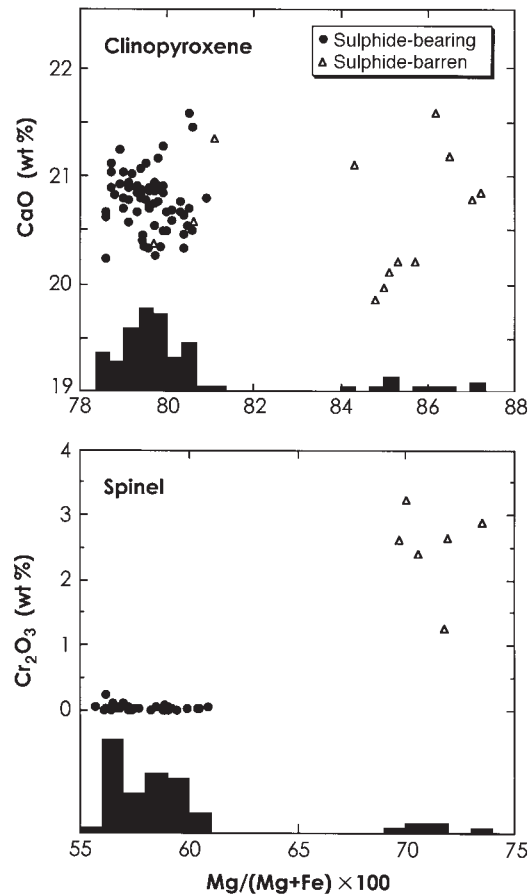 Clinopyroxene
Sulphide-bearing
Sulphide-barren
CaO (wt %)
22
21
20
19
78 80 82 84 86 88
Spinel
Cr₂O₃ (wt %)
4
3
2
1
0
55 60 65 70 75
Mg/(Mg+Fe) × 100